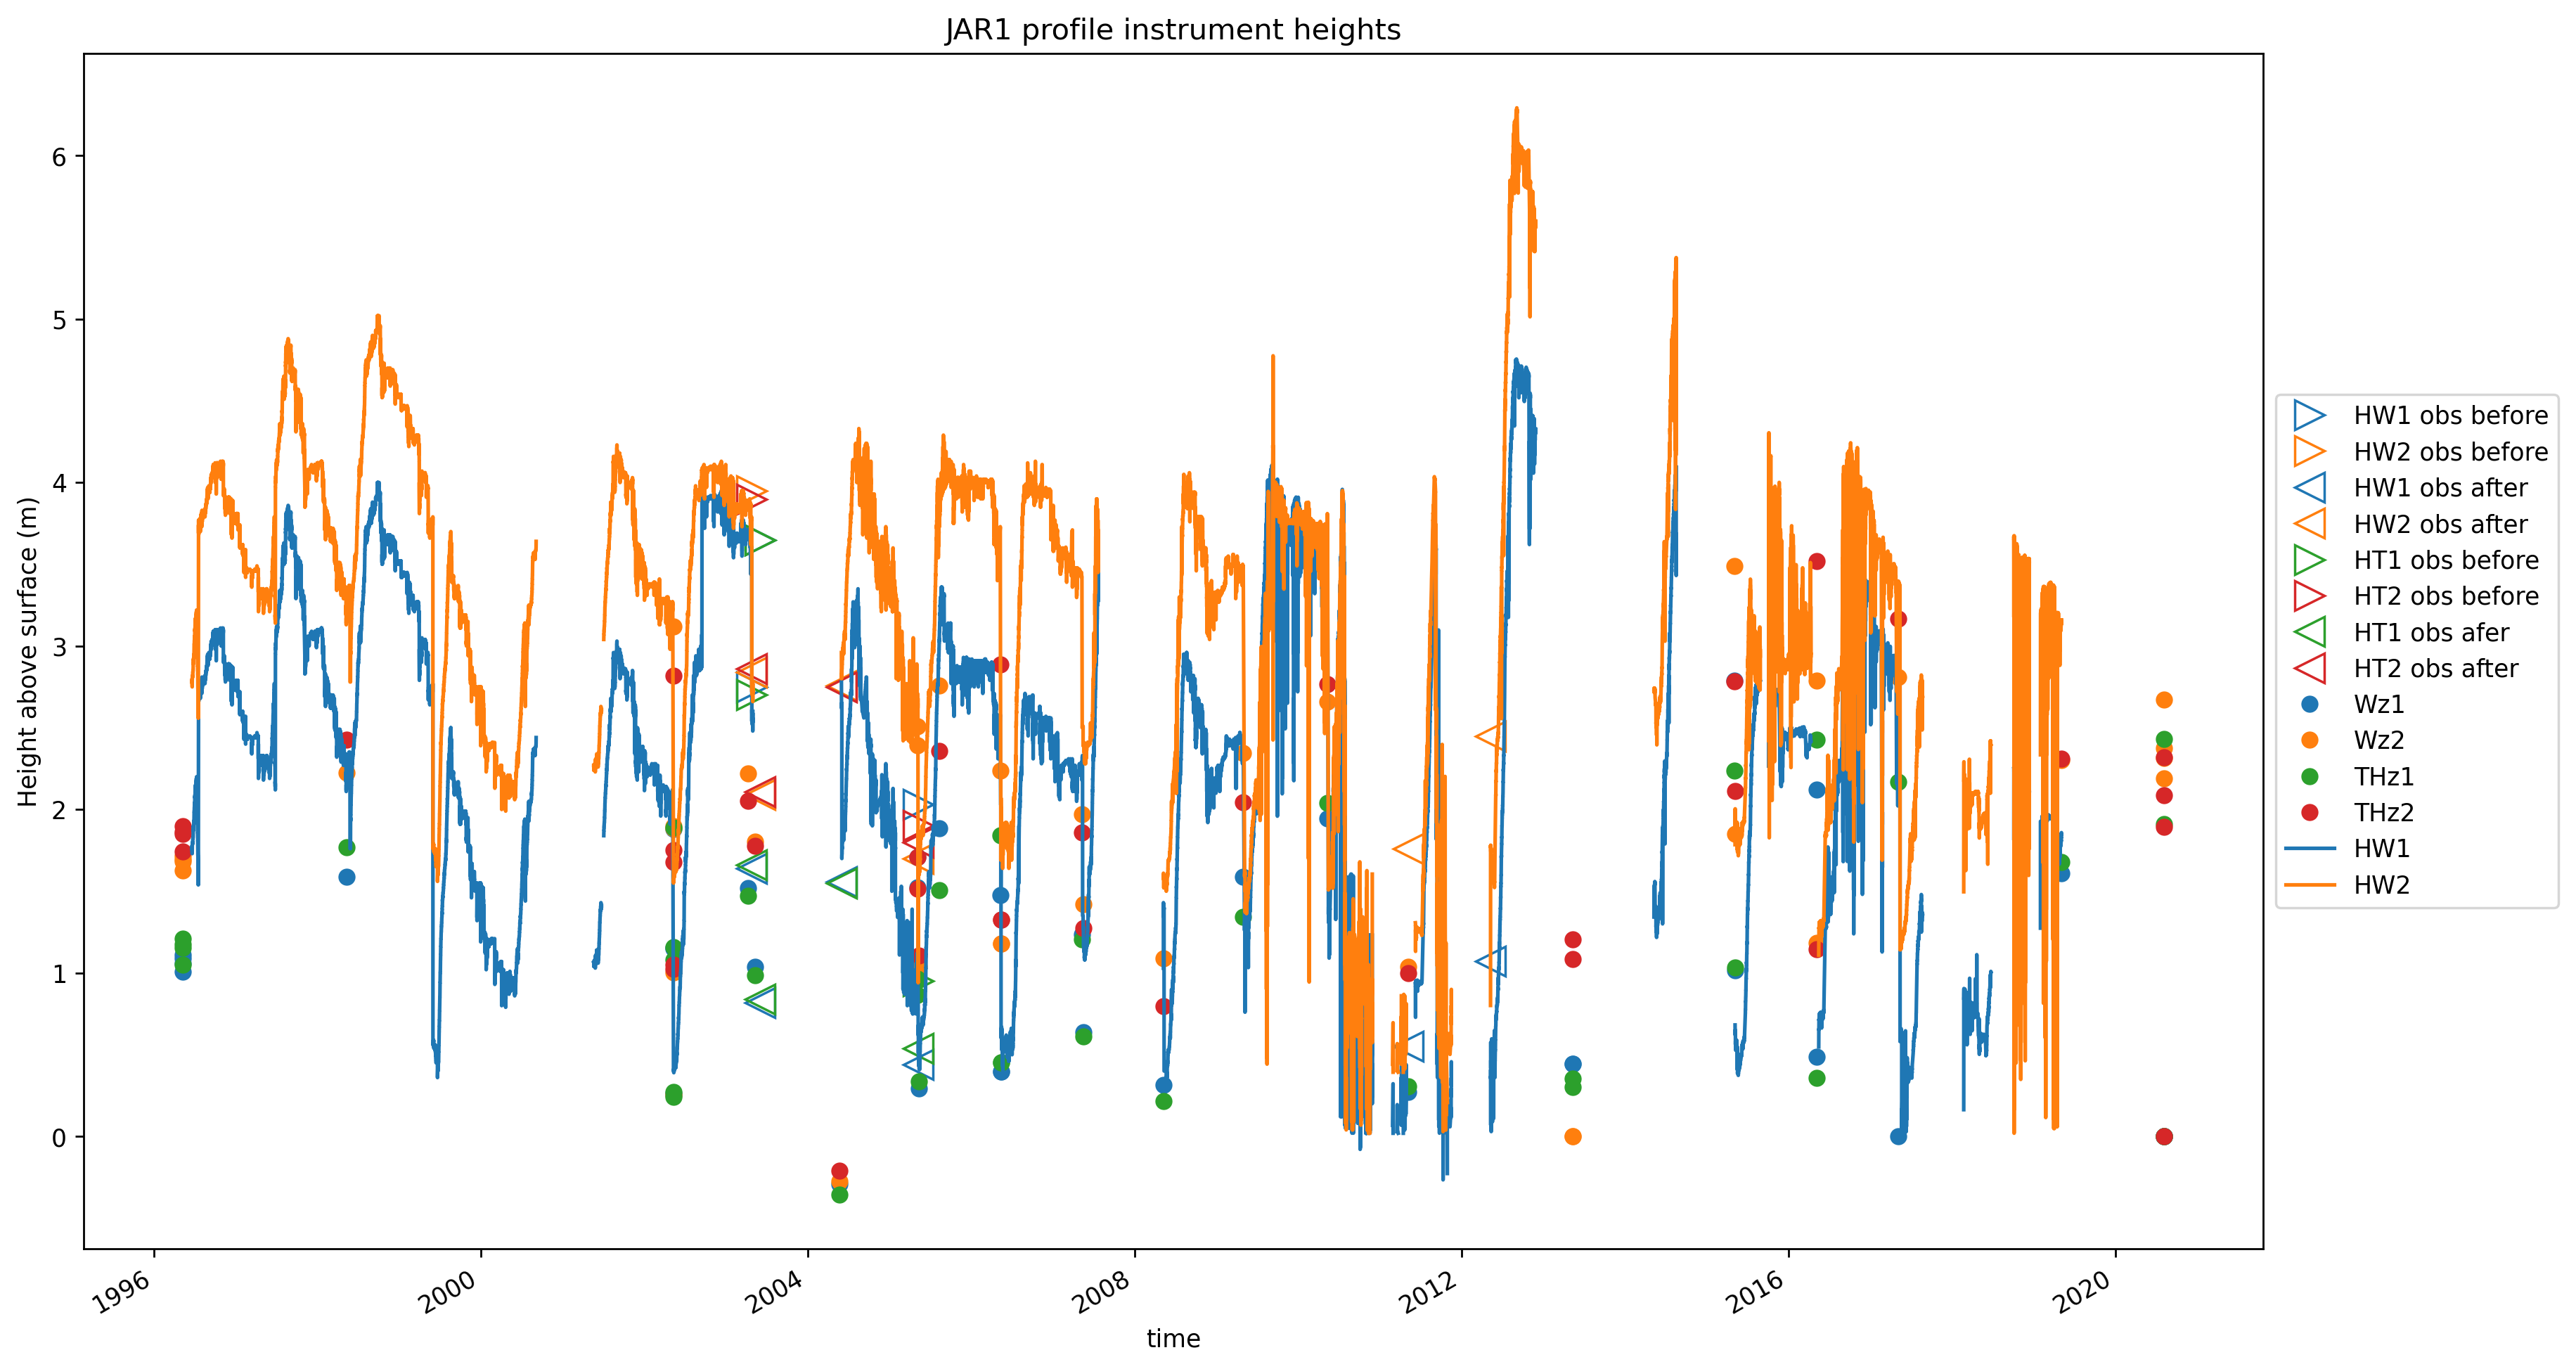 JAR1 profile instrument heights
Height above surface (m)
6
5
4
3
2
1
0
1996
2000
2004
2008
2012
2016
2020
time
HW1 obs before
HW2 obs before
HW1 obs after
HW2 obs after
HT1 obs before
HT2 obs before
HT1 obs afer
HT2 obs after
Wz1
Wz2
THz1
THz2
HW1
HW2